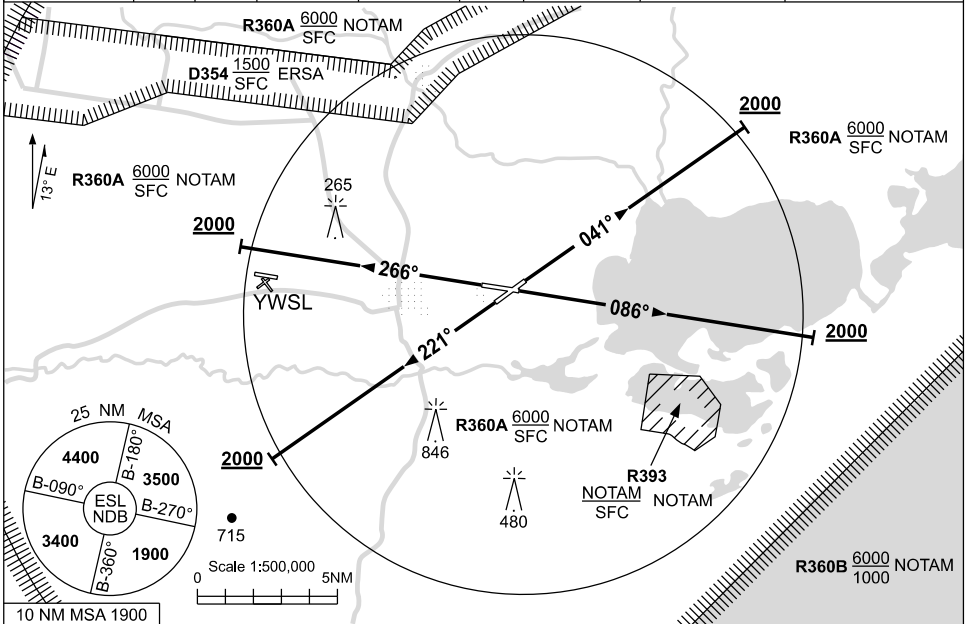 R360A 6000 NOTAM
SFC
D354 1500 ERSA
SFC
2000
R360A 6000 NOTAM
SFC
13° E
R360A 6000 NOTAM
SFC
265
2000
041°
266°
YWSL
086°
2000
221°
R360A 6000 NOTAM
SFC
846
2000
R393
NOTAM NOTAM
SFC
480
25 NM MSA
4400
B-180°
3500
B-090°
ESL
NDB
B-270°
3400
B-360°
1900
715
Scale 1:500,000
0 5NM
R360B 6000 NOTAM
1000
10 NM MSA 1900